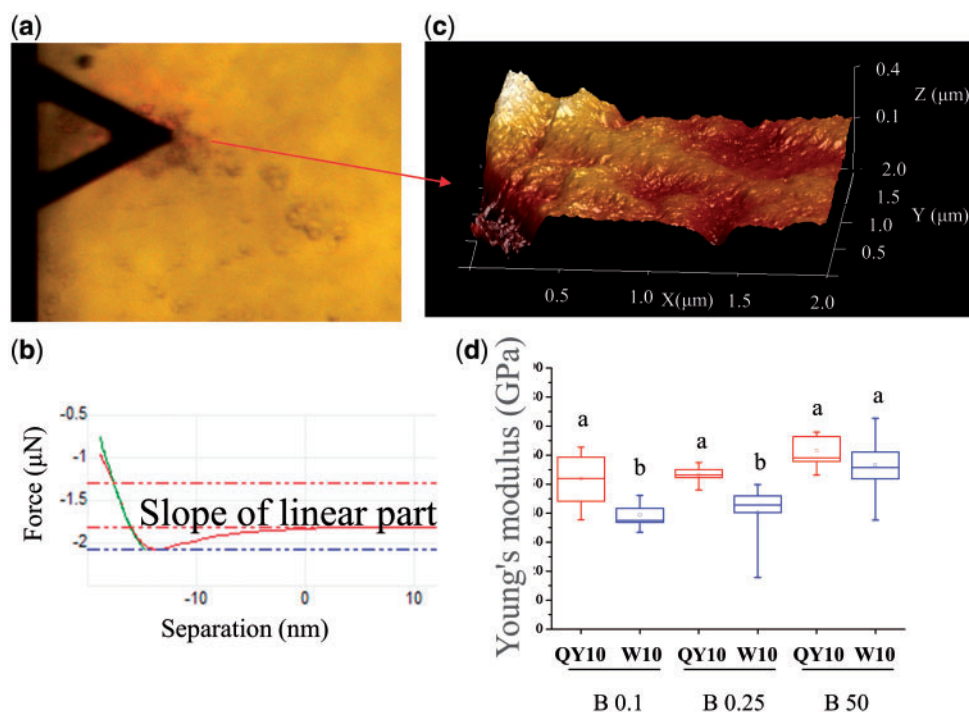 (a)
(c)
0.4
Z (μm)
0.1
2.0
1.5
Y (μm)
1.0
0.5
0.5
1.0
X(μm)
1.5
2.0
(b)
-0.5
-1
-1.5
-2
Force (μN)
Slope of linear part
-10
0
10
Separation (nm)
(d)
Young's modulus (GPa)
0
a
b
a
b
a
a
QY10 W10 QY10 W10 QY10 W10
B 0.1 B 0.25 B 50